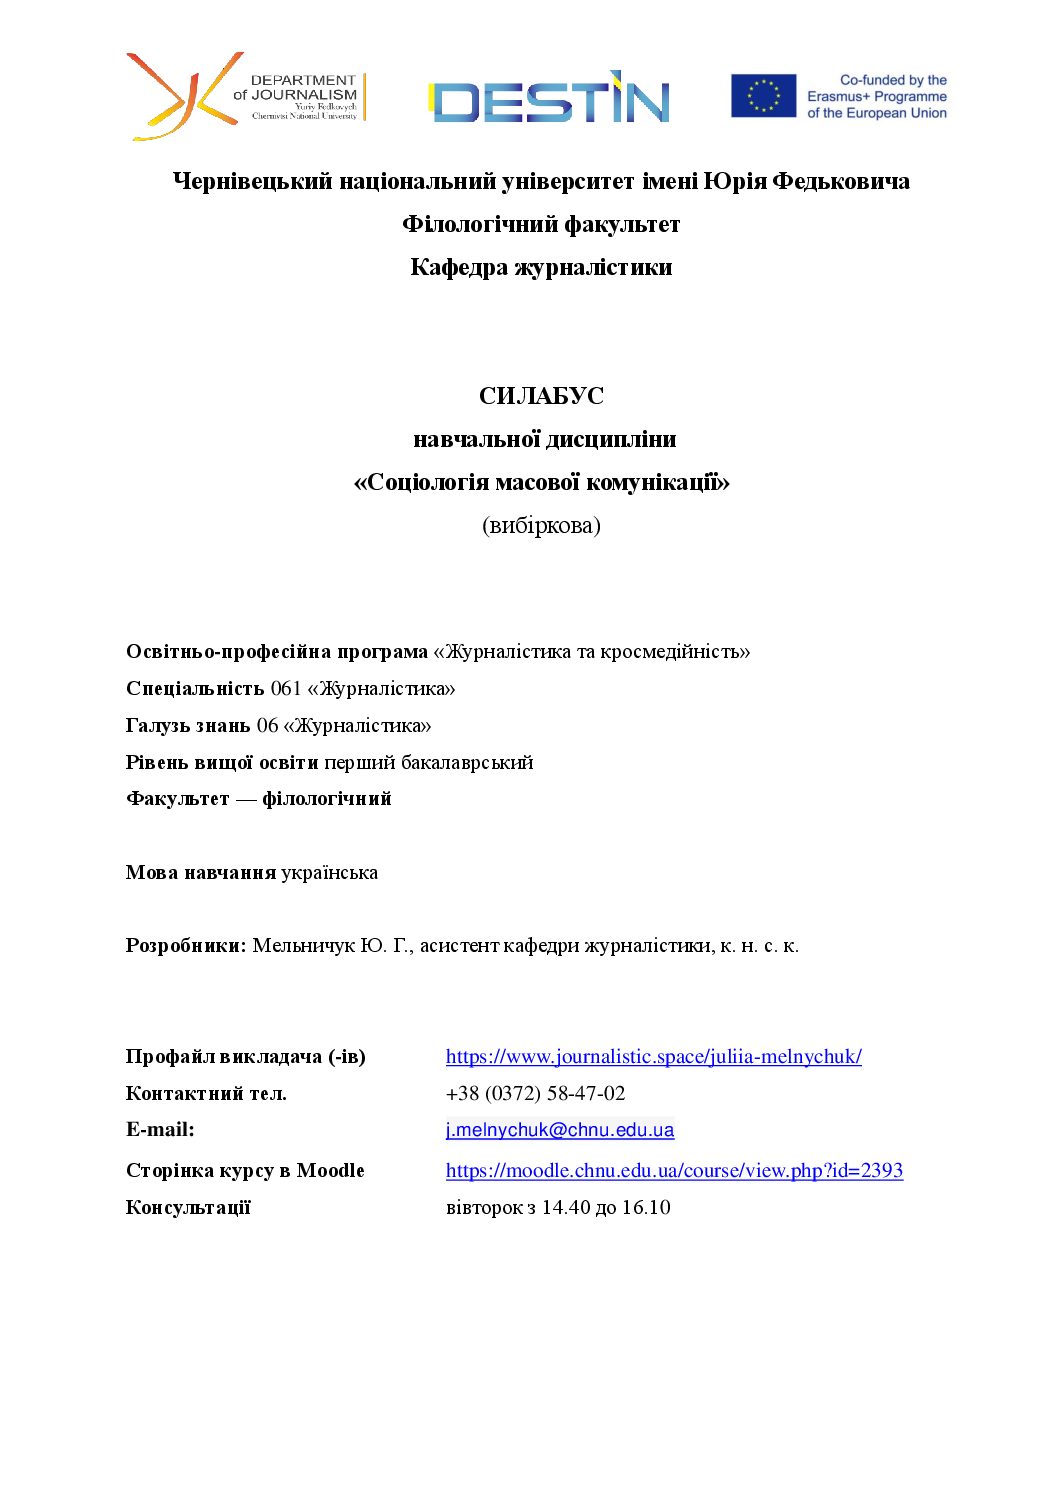 DEPARTMENT
of JOURNALISM
Yuriy Fedkovych
Chernivtsi National University
DESTIN
Co-funded by the
Erasmus+ Programme
of the European Union
Чернівецький національний університет імені Юрія Федьковича
Філологічний факультет
Кафедра журналістики
СИЛАБУС
навчальної дисципліни
«Соціологія масової комунікації»
(вибіркова)
Освітньо-професійна програма «Журналістика та кросмедійність»
Спеціальність 061 «Журналістика»
Галузь знань 06 «Журналістика»
Рівень вищої освіти перший бакалаврський
Факультет — філологічний
Мова навчання українська
Розробники: Мельничук Ю. Г., асистент кафедри журналістики, к. н. с. к.
Профайл викладача (-ів) https://www.journalistic.space/juliia-melnychuk/
Контактний тел. +38 (0372) 58-47-02
E-mail: j.melnychuk@chnu.edu.ua
Сторінка курсу в Moodle https://moodle.chnu.edu.ua/course/view.php?id=2393
Консультації вівторок з 14.40 до 16.10